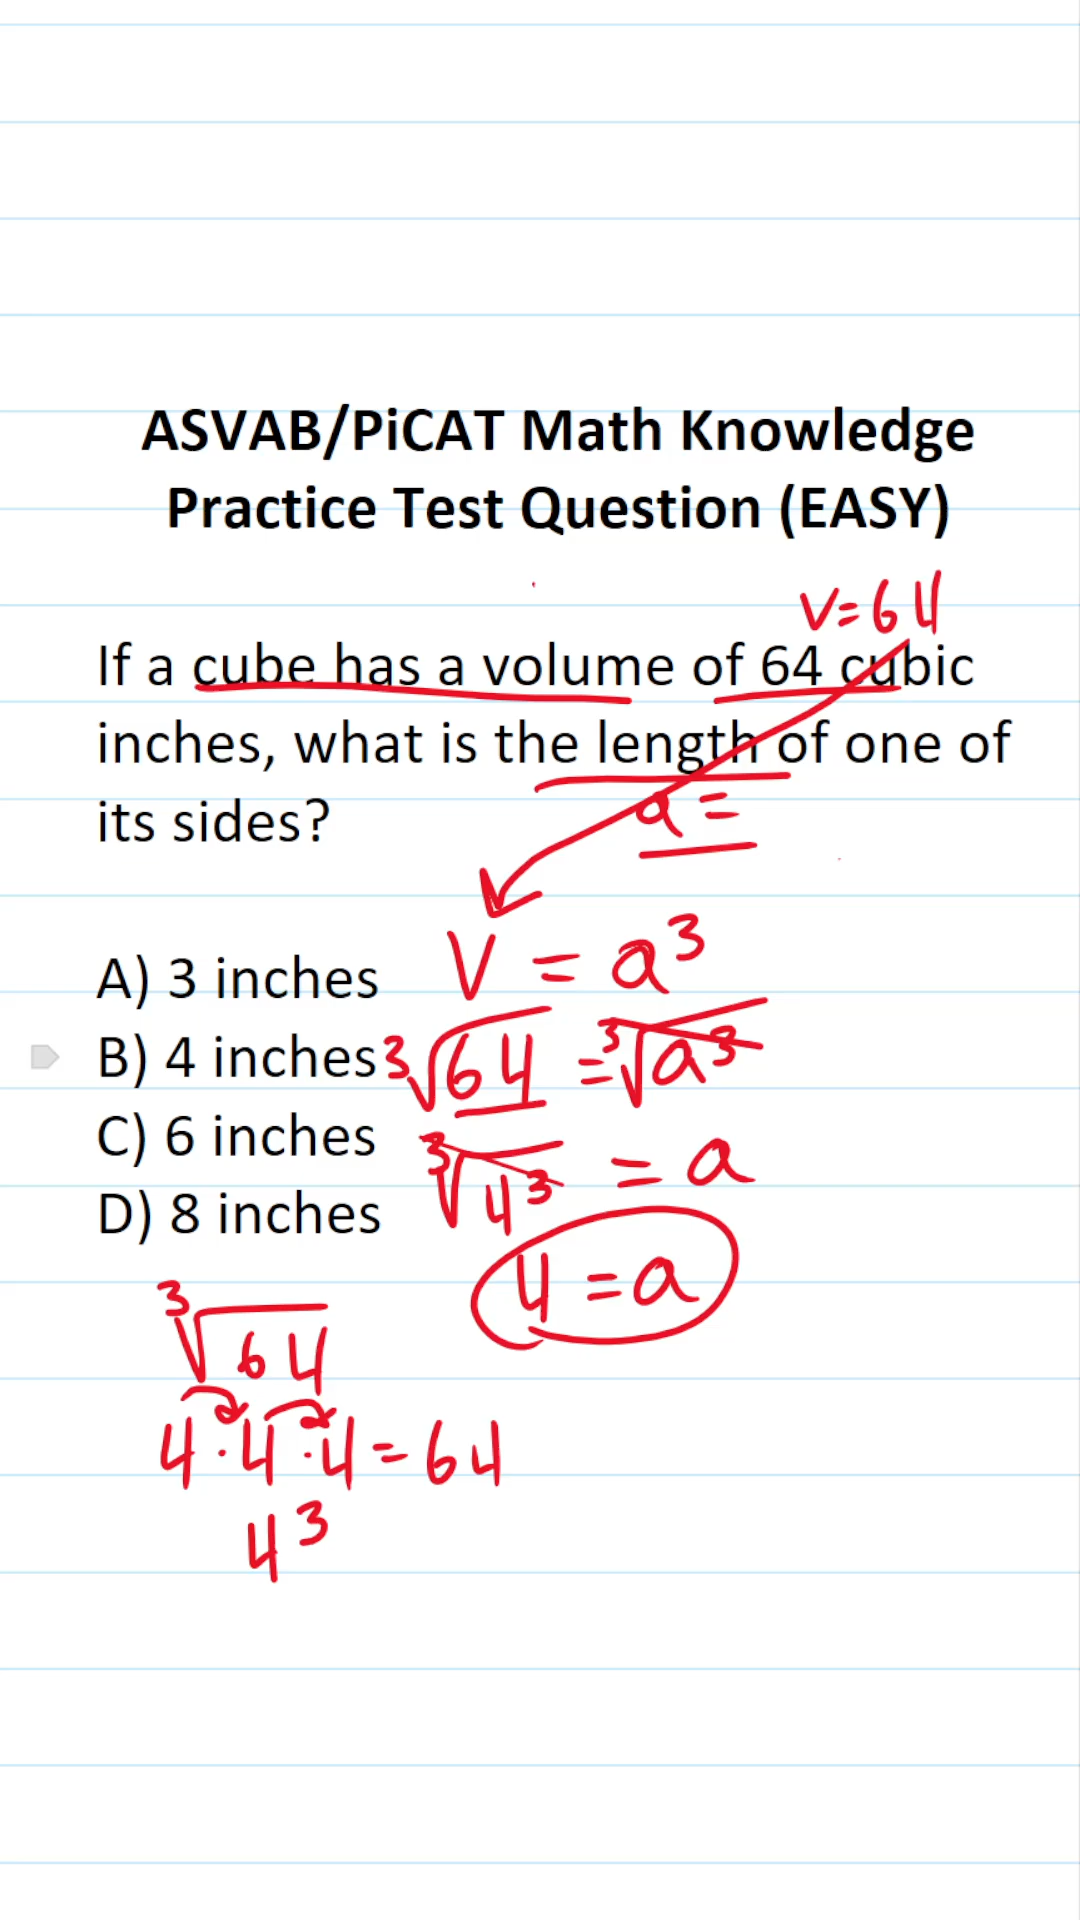 ASVAB/PiCAT Math Knowledge
Practice Test Question (EASY)
V=64
If a cube has a volume of 64 cubic
inches, what is the length of one of
its sides?
a =
A) 3 inches
B) 4 inches
C) 6 inches
D) 8 inches
V = a³
∛64 = ∛a³
∛4³ = a
4 = a
∛64
4·4·4=64
4³